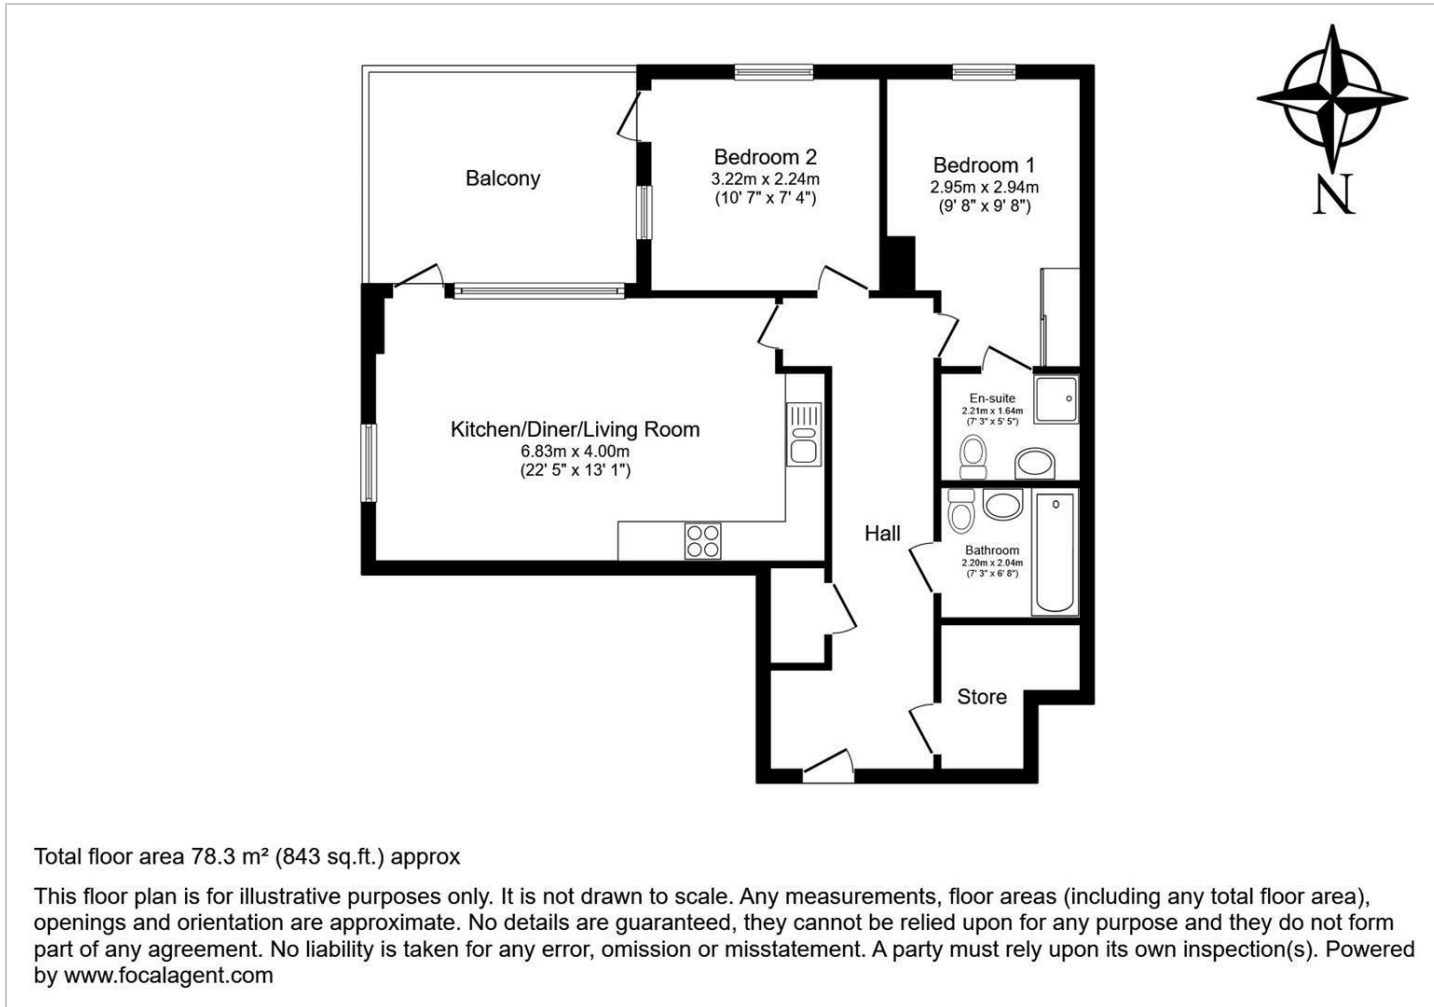 N
Balcony
Bedroom 2
3.22m x 2.24m
(10' 7" x 7' 4")
Bedroom 1
2.95m x 2.94m
(9' 8" x 9' 8")
Kitchen/Diner/Living Room
6.83m x 4.00m
(22' 5" x 13' 1")
En-suite
2.21m x 1.64m
(7' 3" x 5' 5")
Hall
Bathroom
2.20m x 2.04m
(7' 3" x 6' 8")
Store
Total floor area 78.3 m² (843 sq.ft.) approx
This floor plan is for illustrative purposes only. It is not drawn to scale. Any measurements, floor areas (including any total floor area),
openings and orientation are approximate. No details are guaranteed, they cannot be relied upon for any purpose and they do not form
part of any agreement. No liability is taken for any error, omission or misstatement. A party must rely upon its own inspection(s). Powered
by www.focalagent.com